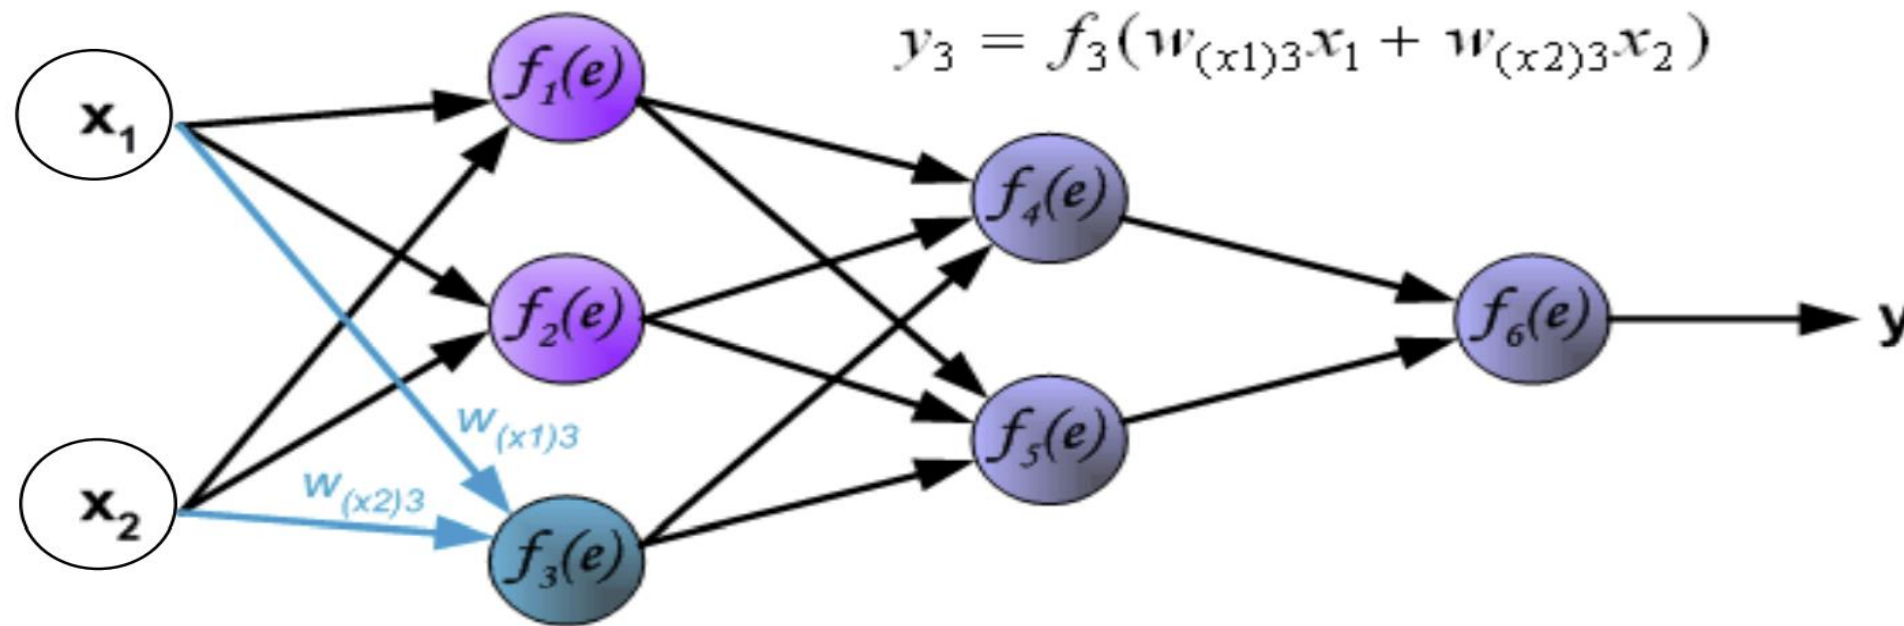 y₃ = f₃(w₍ₓ₁₎₃x₁ + w₍ₓ₂₎₃x₂)
x₁
f₁(e)
f₄(e)
f₂(e)
f₆(e)
y
w₍ₓ₁₎₃
f₅(e)
w₍ₓ₂₎₃
x₂
f₃(e)